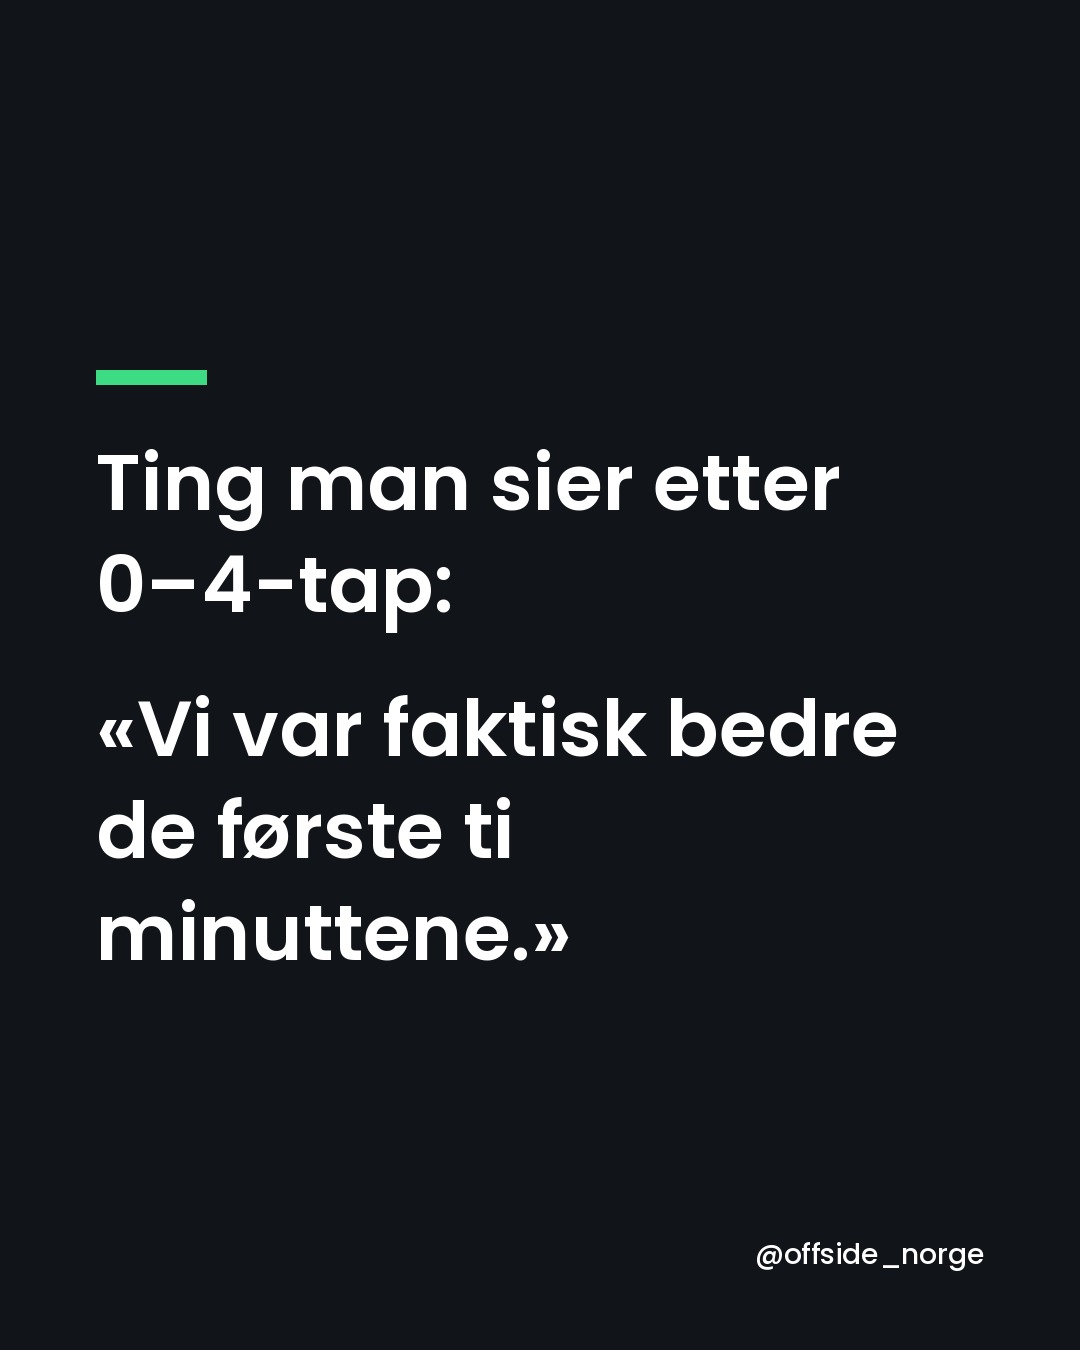 Ting man sier etter
0–4-tap:
«Vi var faktisk bedre
de første ti
minuttene.»
@offside_norge